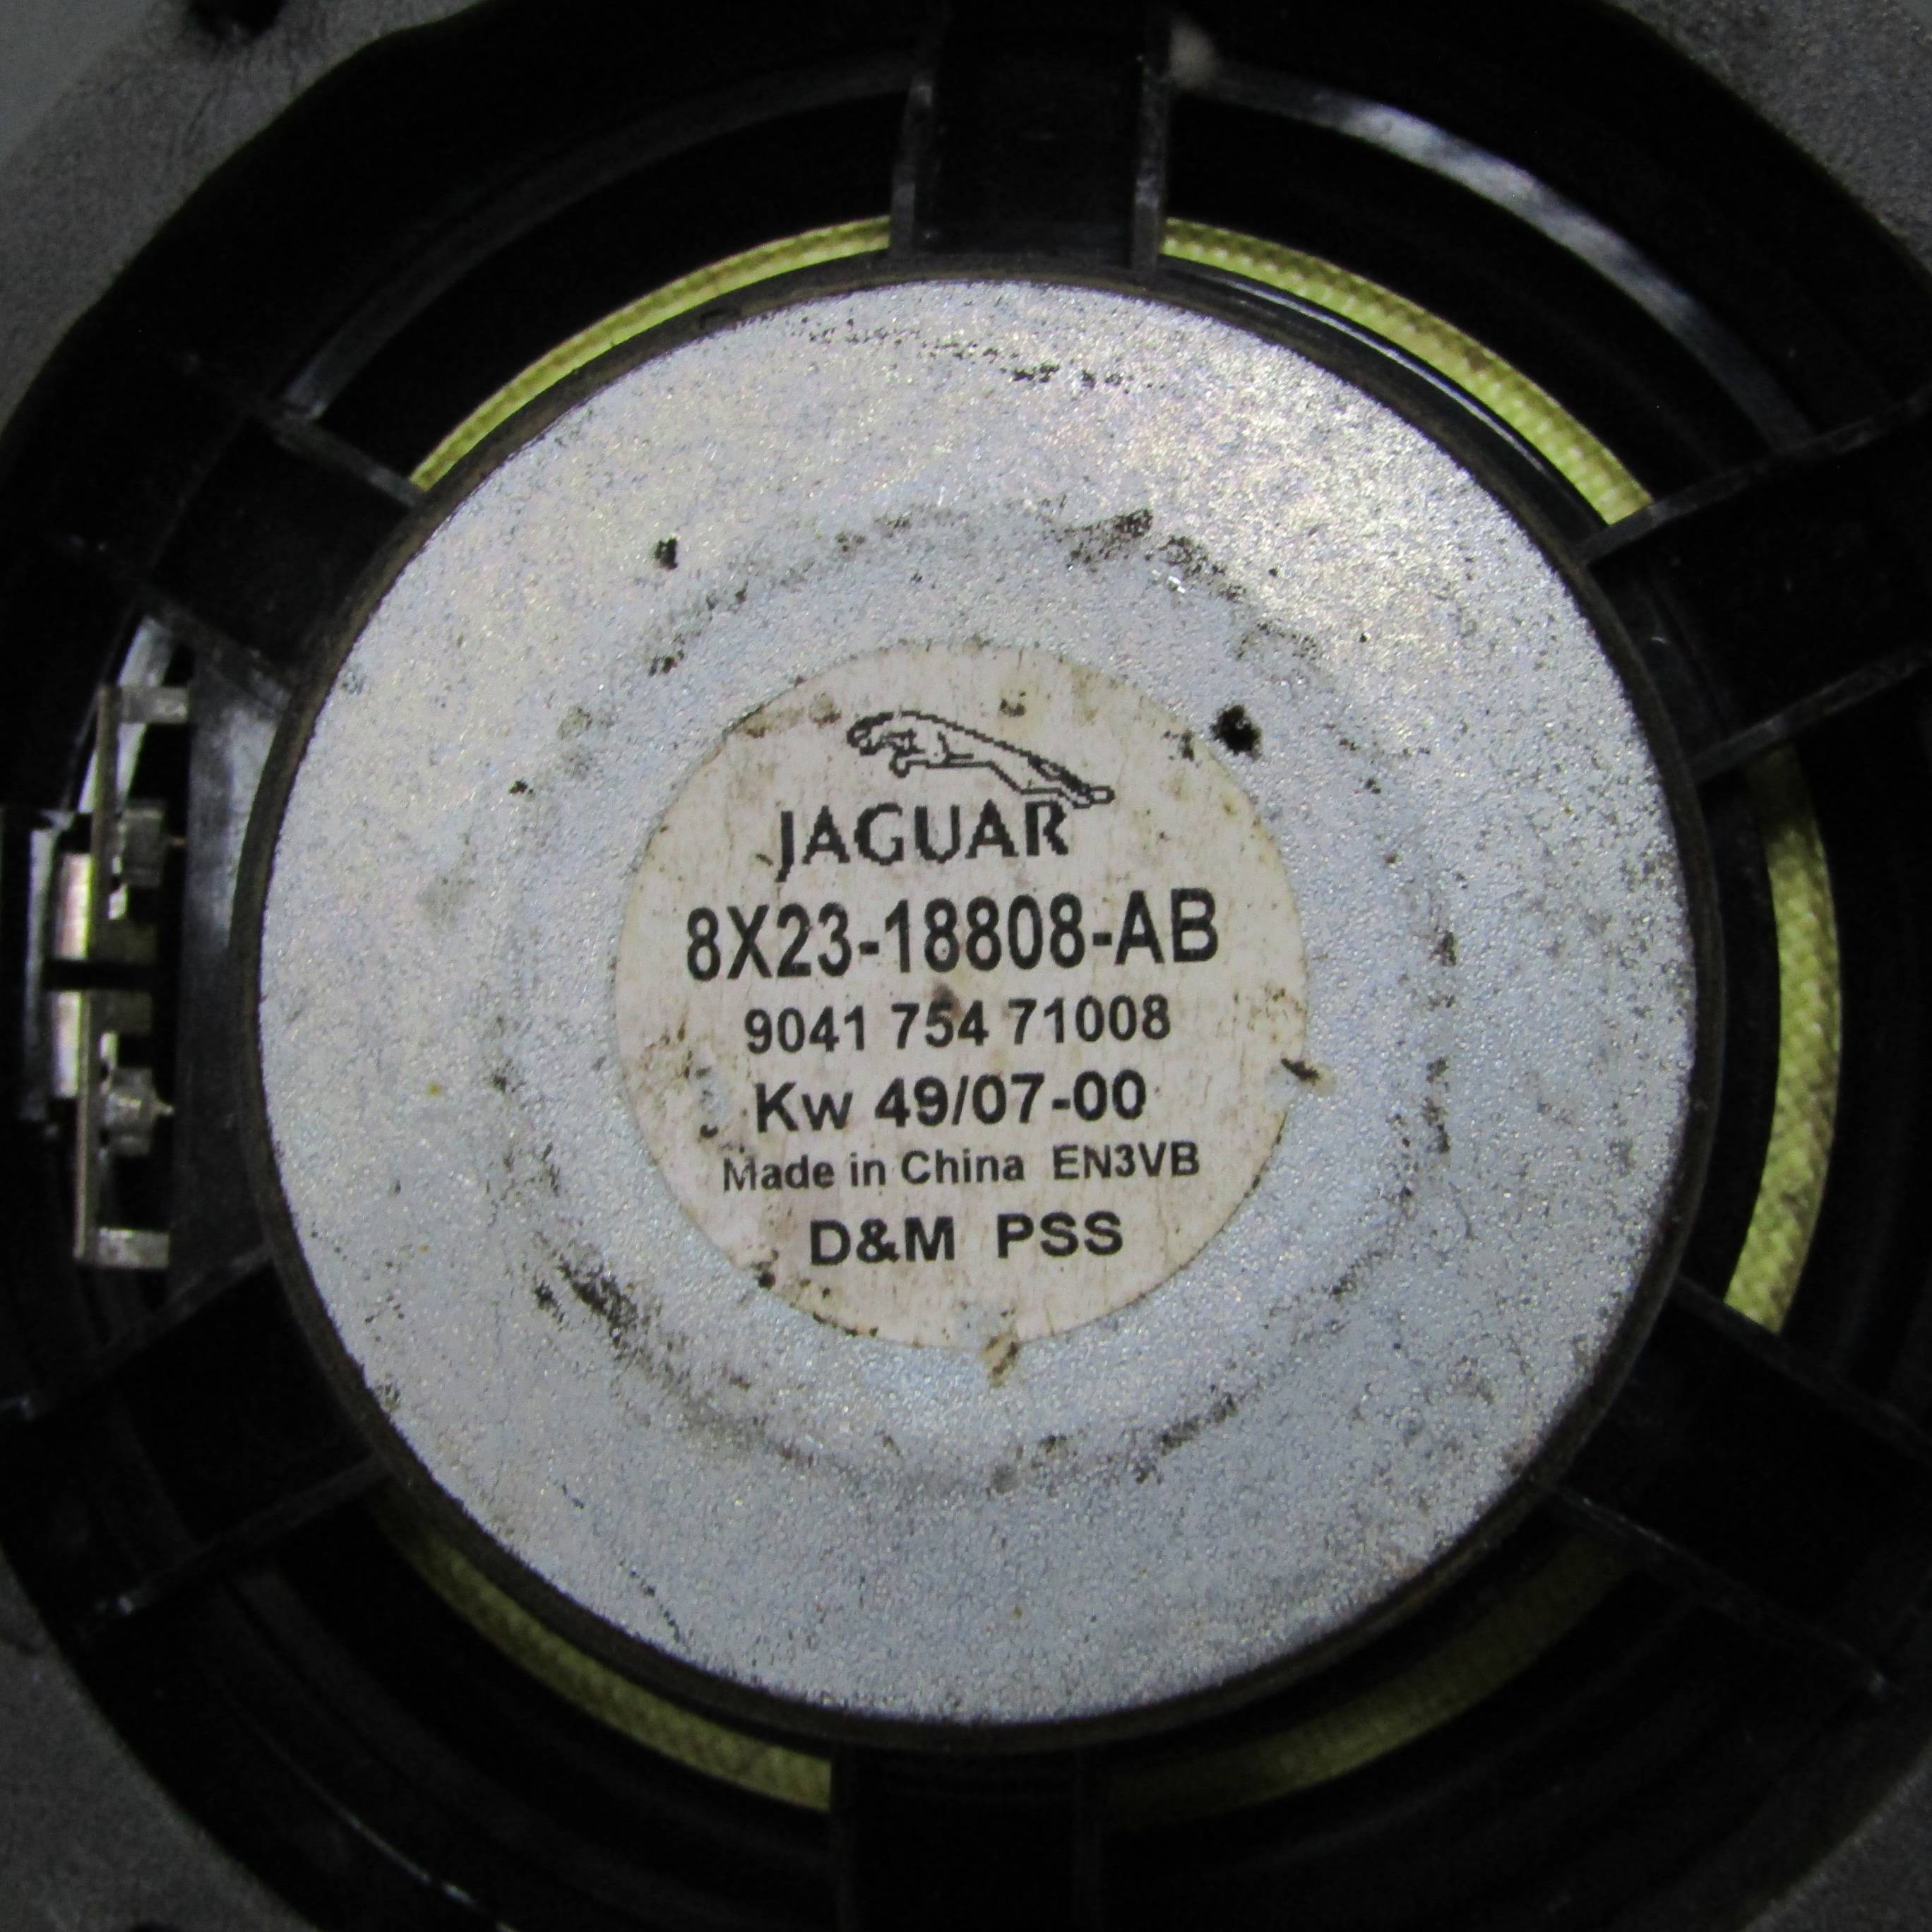 JAGUAR
8X23-18808-AB
9041 754 71008
Kw 49/07-00
Made in China EN3VB
D&M PSS